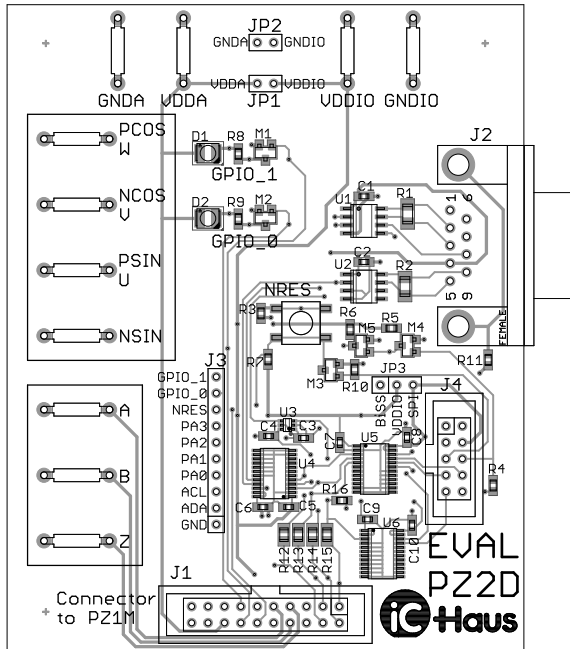 JP2
GNDA GNDIO
VDDA VDDIO
GNDA VDDA JP1 VDDIO GNDIO
PCOS
W
D1 R8 M1
GPIO_1
J2
NCOS
V
D2 R9 M2
GPIO_0
C1
U1 R1
1 6
PSIN
U
C2
U2 R2
5 9
NRES
FEMALE
NSIN
R3
R6 R5
M5 M4
J3
R7
M3 R10
R11
GPIO_1
GPIO_0
NRES
PA3
PA2
PA1
PA0
ACL
ADA
GND
JP3
J4
BISS
VDDIO
SPI
A
B
Z
U3
C4 C3
C7 U5 C8
U4
R4
C6 C5
R16
C9 U6
C10
R12
R13
R14
R15
EVAL
PZ2D
J1
Connector
to PZ1M
iC Haus